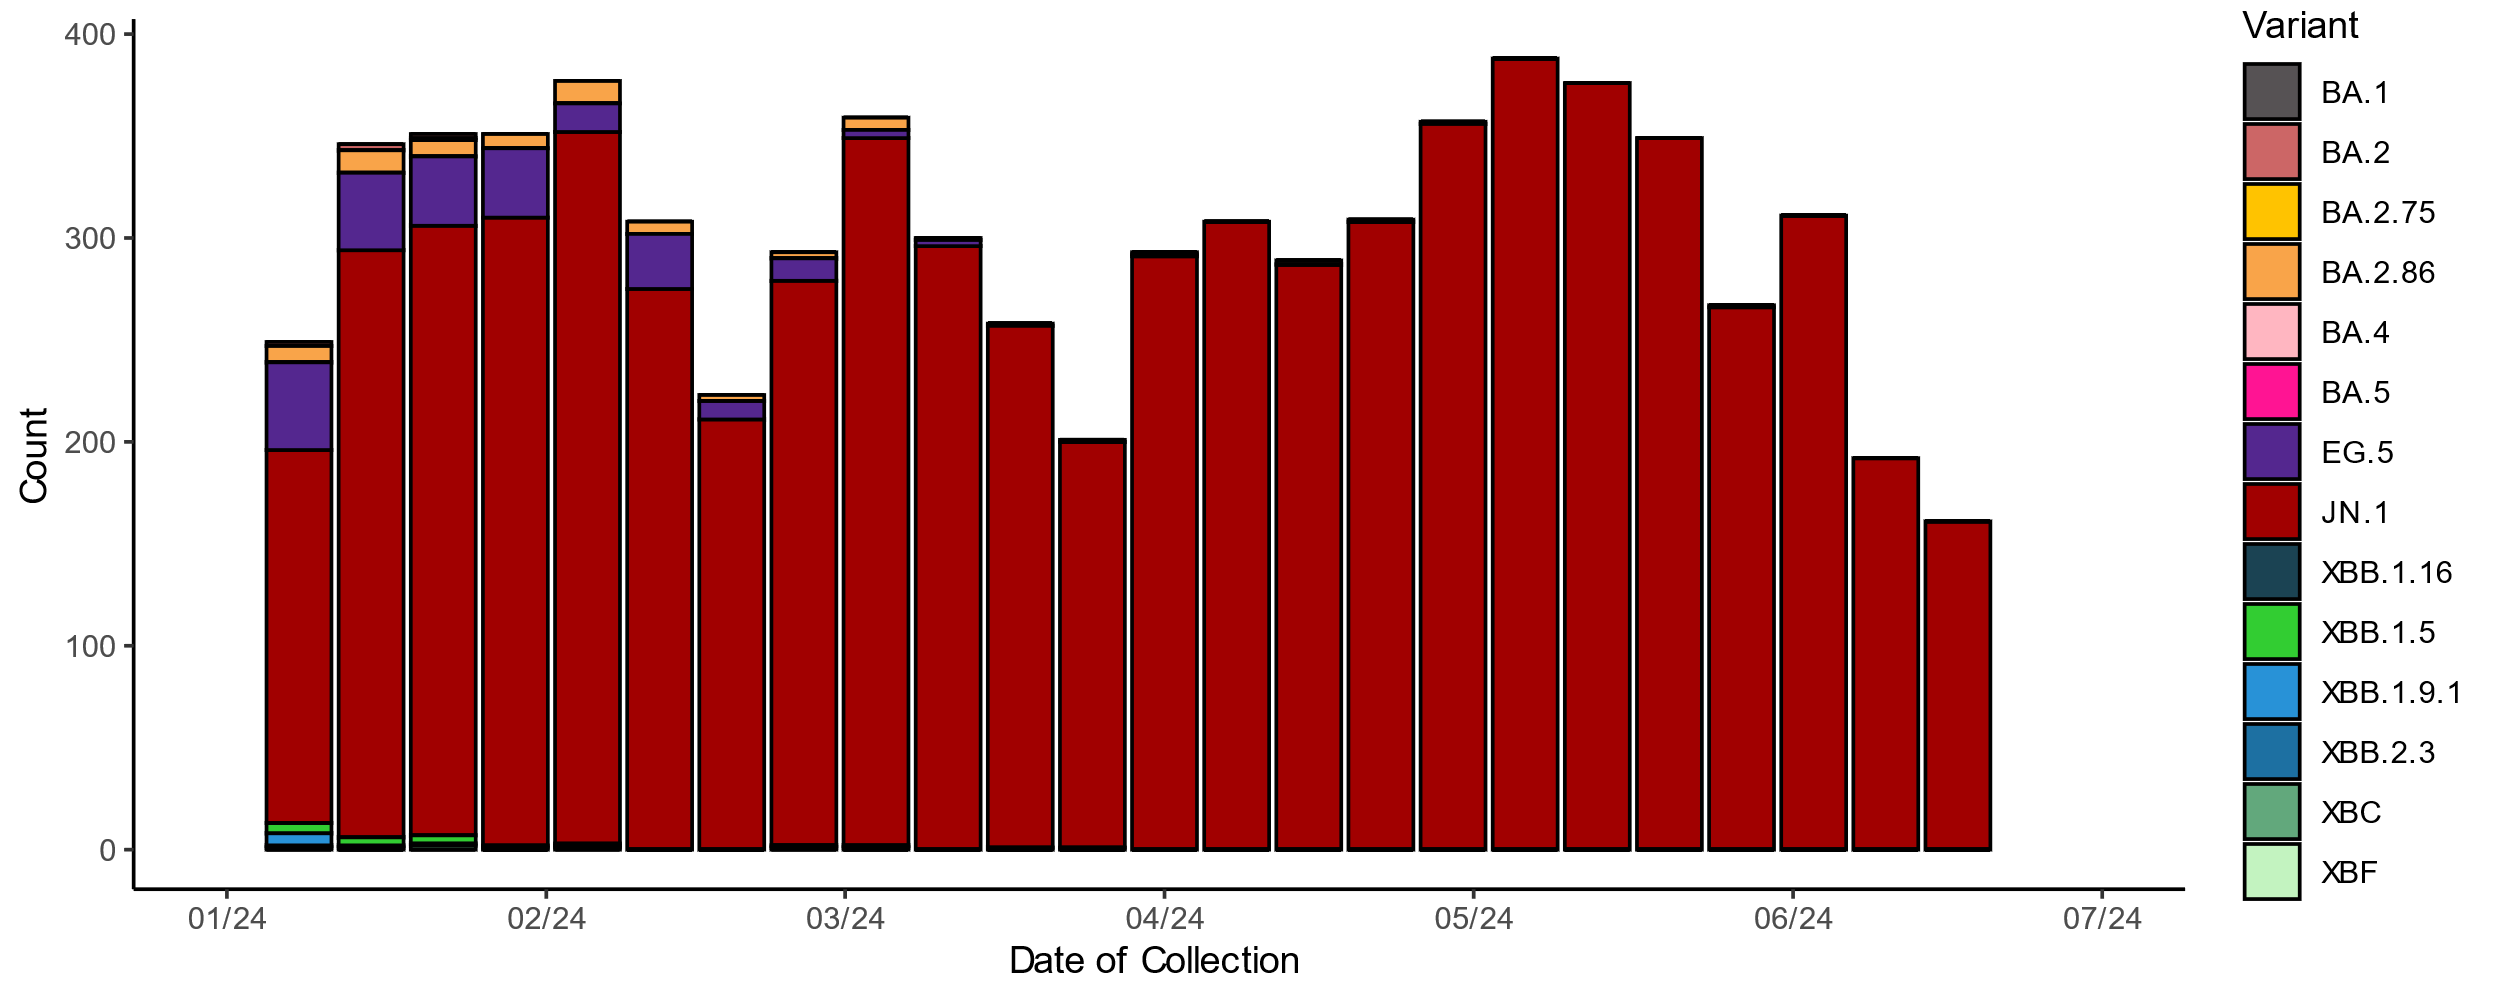 Variant
BA.1
BA.2
BA.2.75
BA.2.86
BA.4
BA.5
EG.5
JN.1
XBB.1.16
XBB.1.5
XBB.1.9.1
XBB.2.3
XBC
XBF
400
300
200
100
0
Count
01/24 02/24 03/24 04/24 05/24 06/24 07/24
Date of Collection